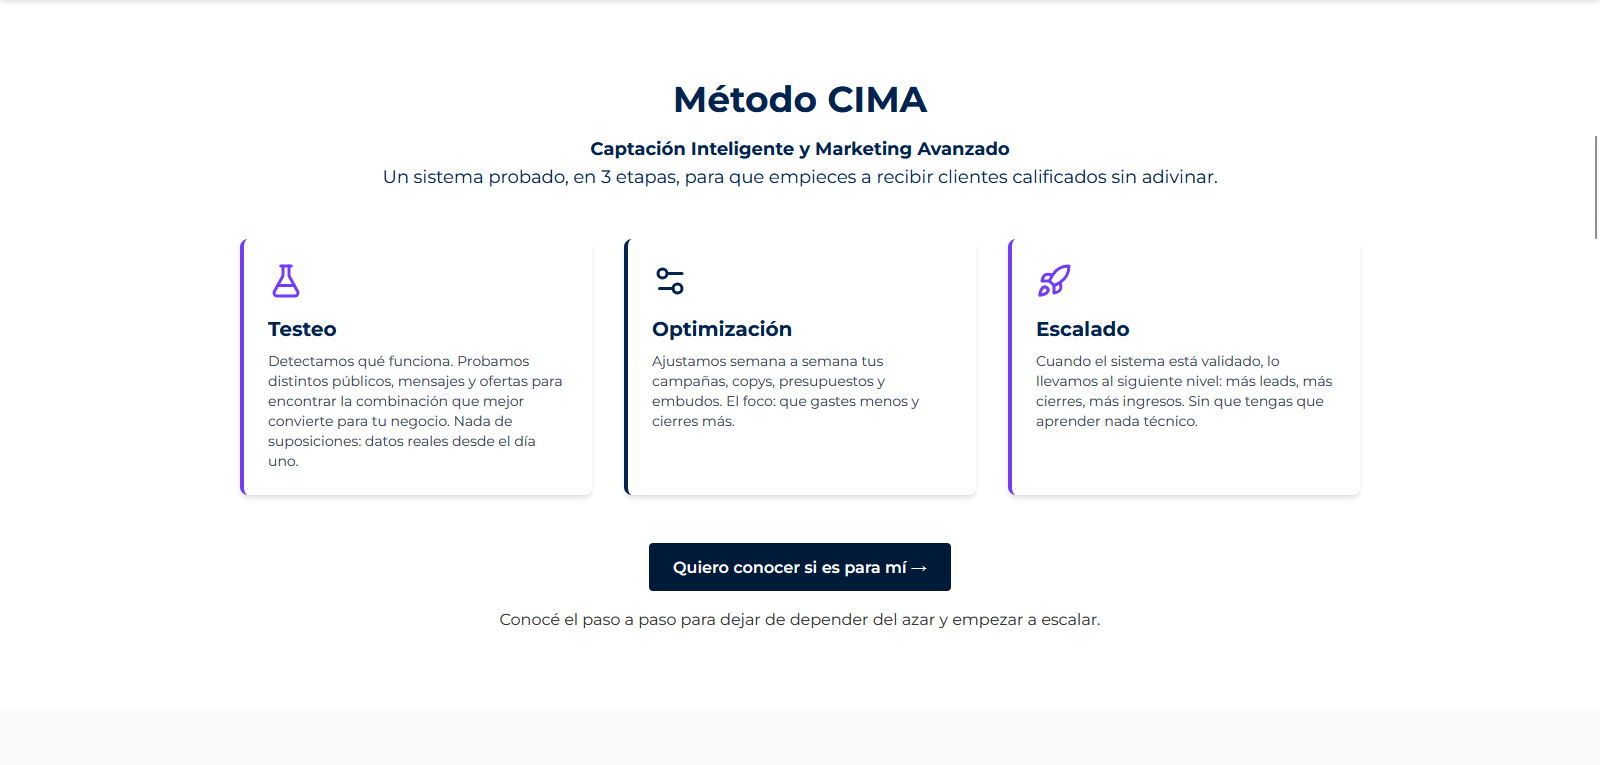 Método CIMA
Captación Inteligente y Marketing Avanzado
Un sistema probado, en 3 etapas, para que empieces a recibir clientes calificados sin adivinar.
Testeo
Detectamos qué funciona. Probamos
distintos públicos, mensajes y ofertas para
encontrar la combinación que mejor
convierte para tu negocio. Nada de
suposiciones: datos reales desde el día
uno.
Optimización
Ajustamos semana a semana tus
campañas, copys, presupuestos y
embudos. El foco: que gastes menos y
cierres más.
Escalado
Cuando el sistema está validado, lo
llevamos al siguiente nivel: más leads, más
cierres, más ingresos. Sin que tengas que
aprender nada técnico.
Quiero conocer si es para mí →
Conocé el paso a paso para dejar de depender del azar y empezar a escalar.